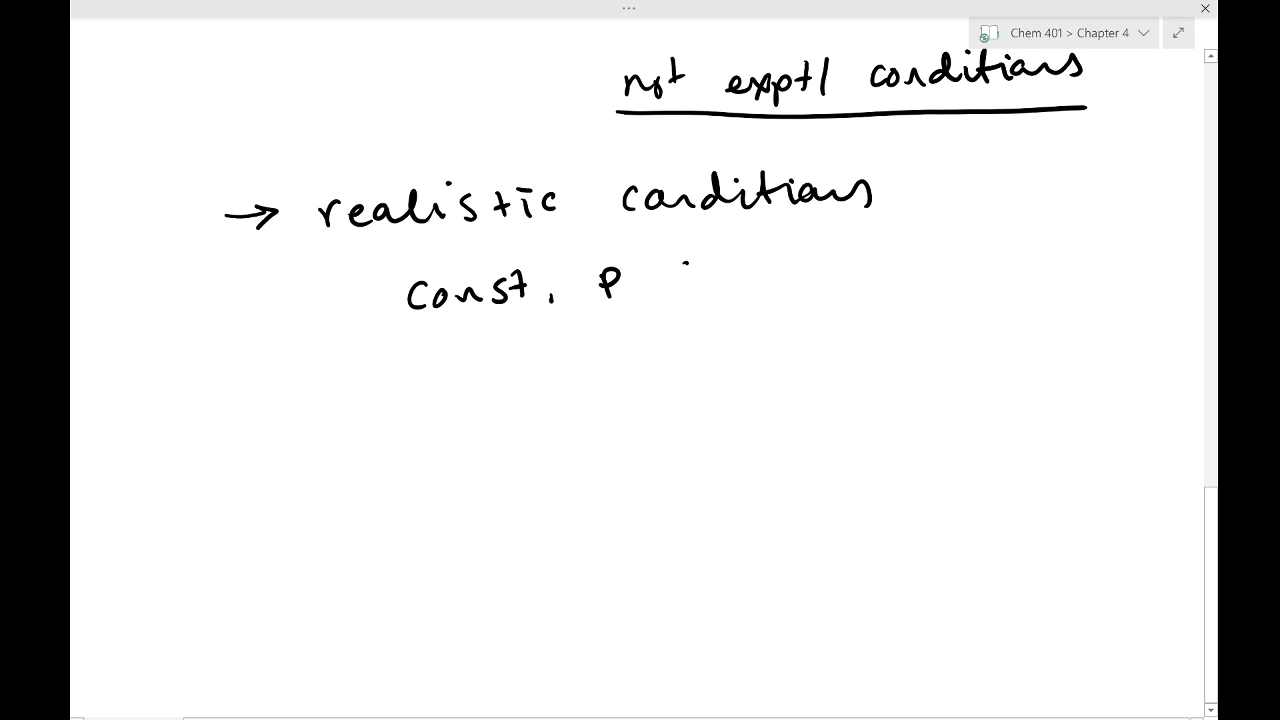 Chem 401 > Chapter 4
not exptl conditions
→ realistic conditions
const. P